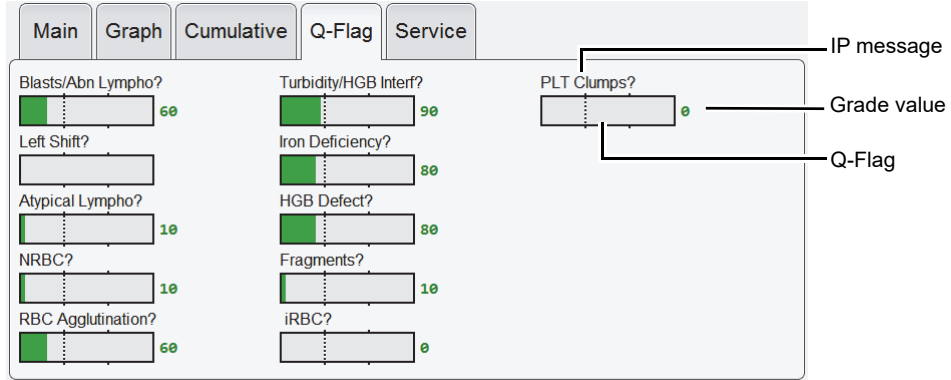 Main
Graph
Cumulative
Q-Flag
Service
Blasts/Abn Lympho?
60
Left Shift?
Atypical Lympho?
10
NRBC?
10
RBC Agglutination?
60
Turbidity/HGB Interf?
90
Iron Deficiency?
80
HGB Defect?
80
Fragments?
10
iRBC?
0
PLT Clumps?
0
IP message
Grade value
Q-Flag